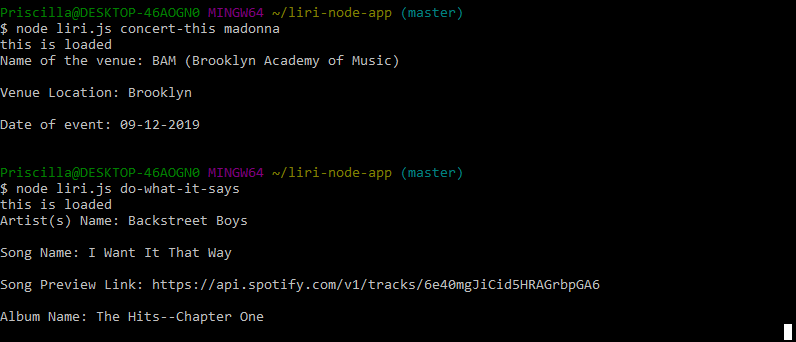 Priscilla@DESKTOP-46AOGN0 MINGW64 ~/liri-node-app (master)
$ node liri.js concert-this madonna
this is loaded
Name of the venue: BAM (Brooklyn Academy of Music)
Venue Location: Brooklyn
Date of event: 09-12-2019
Priscilla@DESKTOP-46AOGN0 MINGW64 ~/liri-node-app (master)
$ node liri.js do-what-it-says
this is loaded
Artist(s) Name: Backstreet Boys
Song Name: I Want It That Way
Song Preview Link: https://api.spotify.com/v1/tracks/6e40mgJiCid5HRAGrbpGA6
Album Name: The Hits--Chapter One